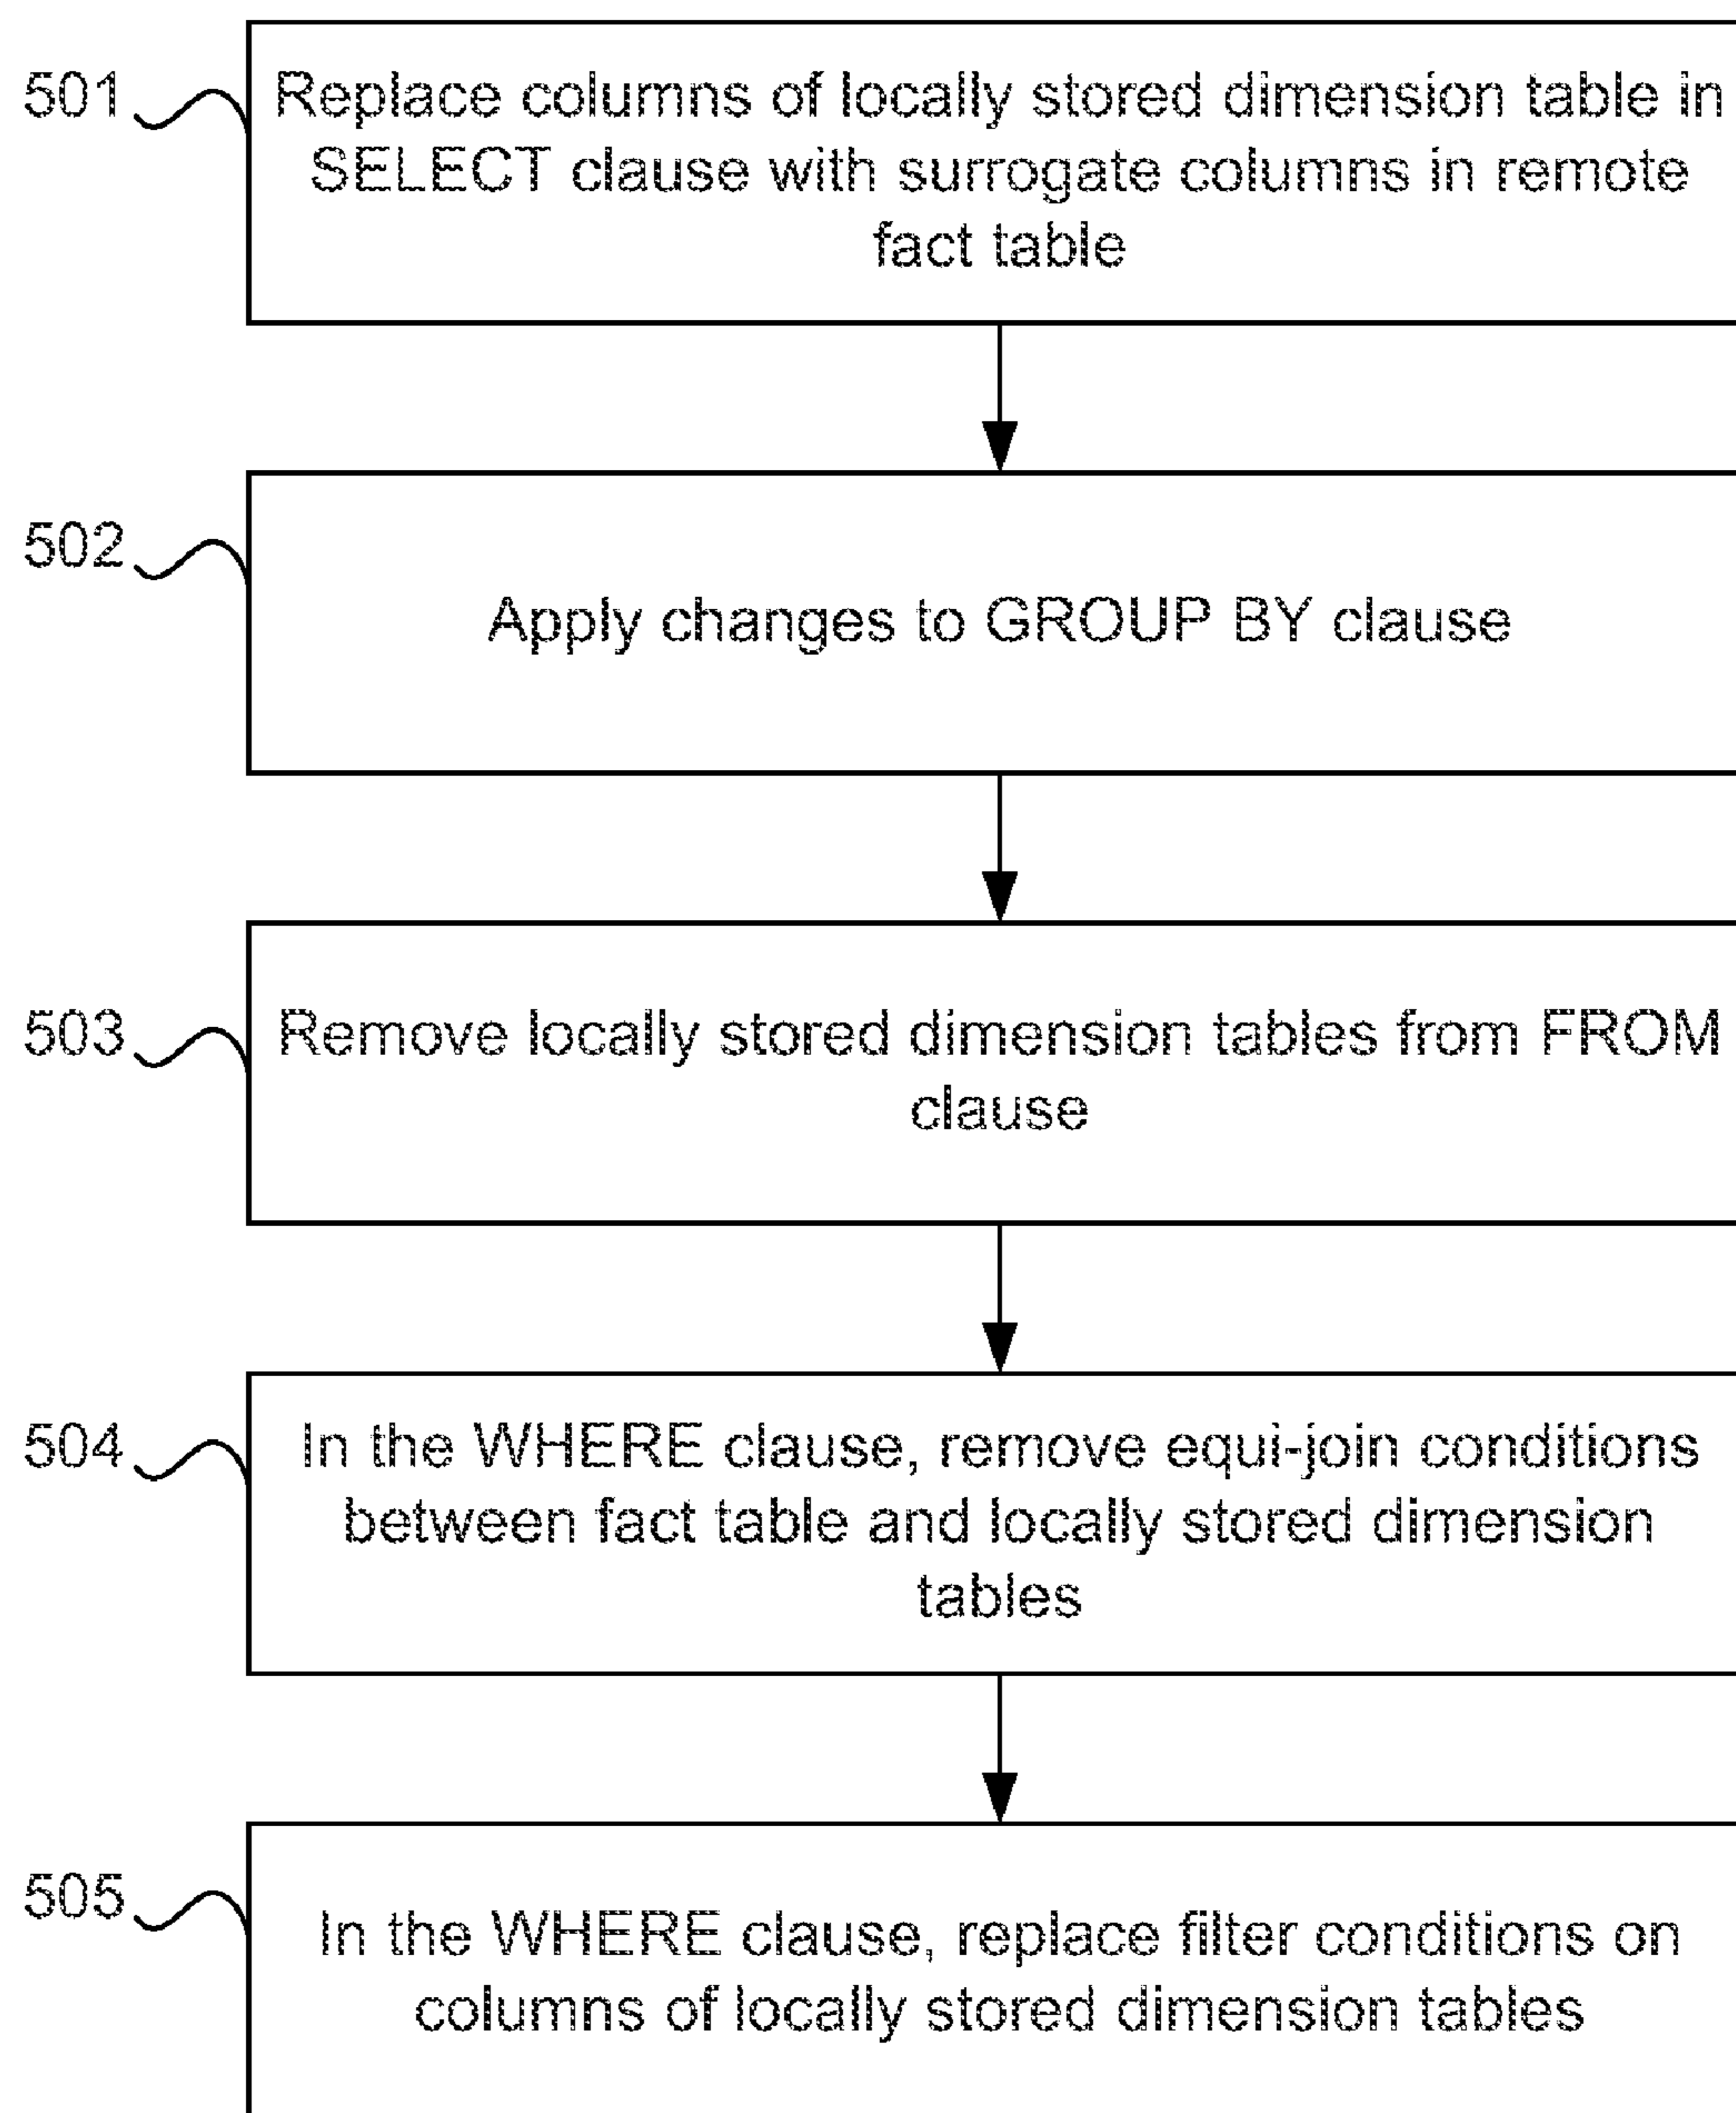 501
Replace columns of locally stored dimension table in
SELECT clause with surrogate columns in remote
fact table
502
Apply changes to GROUP BY clause
503
Remove locally stored dimension tables from FROM
clause
504
In the WHERE clause, remove equi-join conditions
between fact table and locally stored dimension
tables
505
In the WHERE clause, replace filter conditions on
columns of locally stored dimension tables